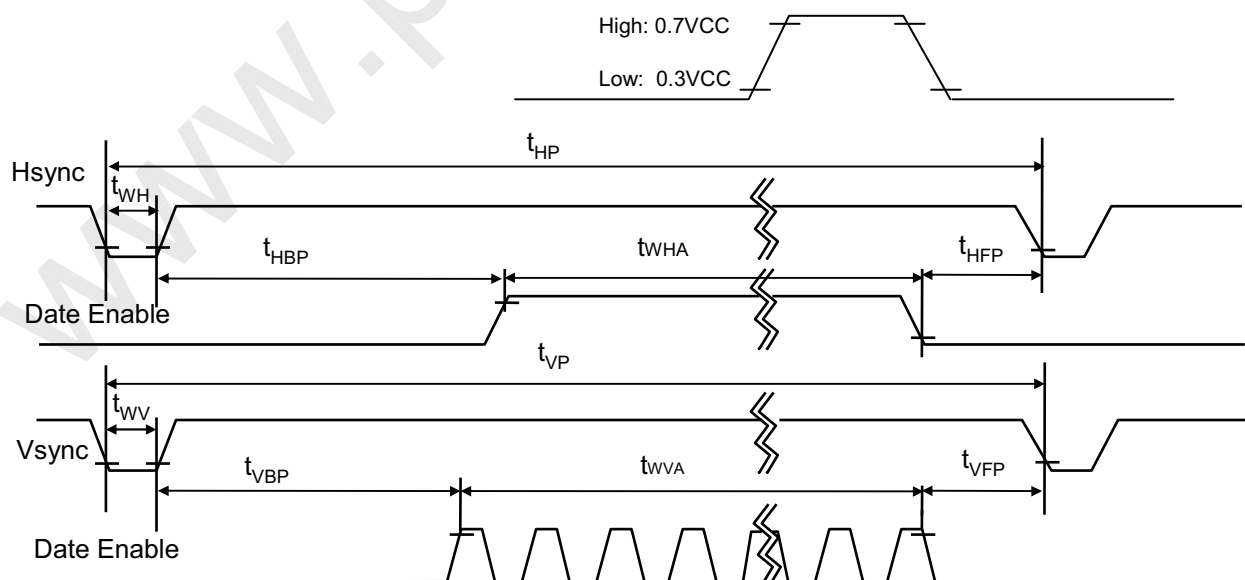 High: 0.7VCC
Low: 0.3VCC
tHP
Hsync
tWH
tHBP
tWHA
tHFP
Date Enable
tVP
tWV
Vsync
tVBP
tWVA
tVFP
Date Enable
www.p